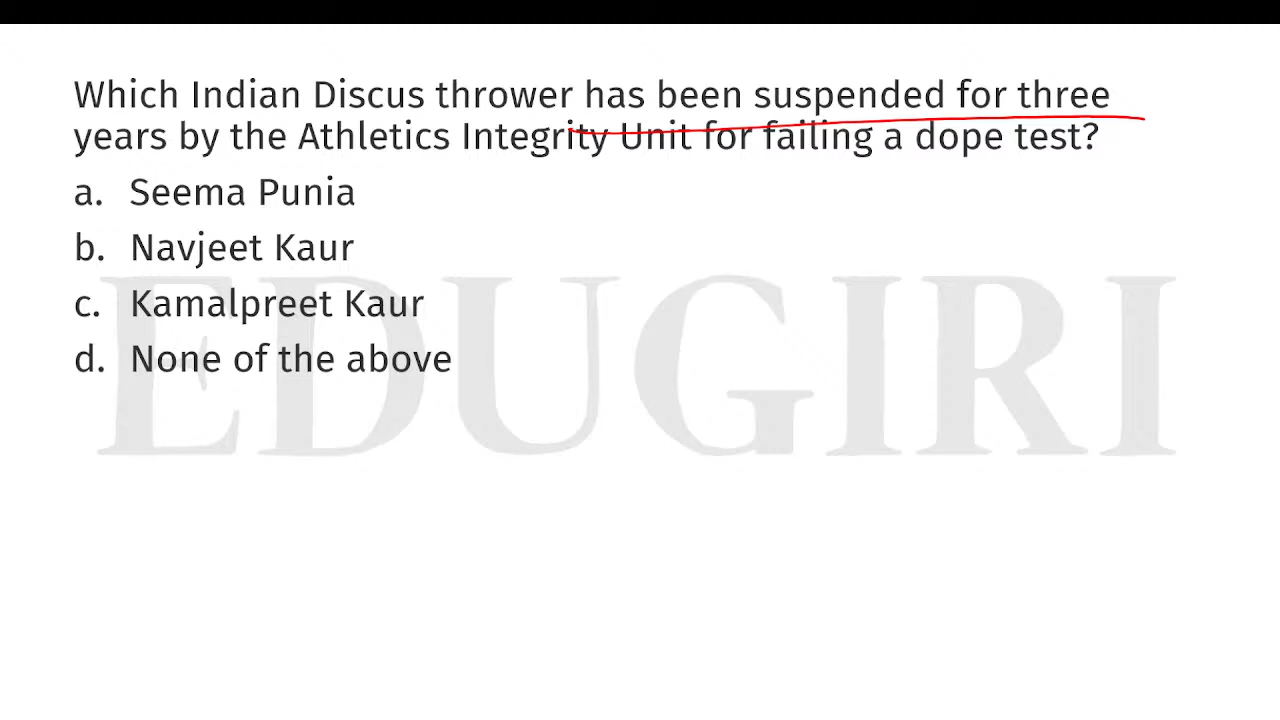 Which Indian Discus thrower has been suspended for three
years by the Athletics Integrity Unit for failing a dope test?
a. Seema Punia
b. Navjeet Kaur
c. Kamalpreet Kaur
d. None of the above
EDUGIRI